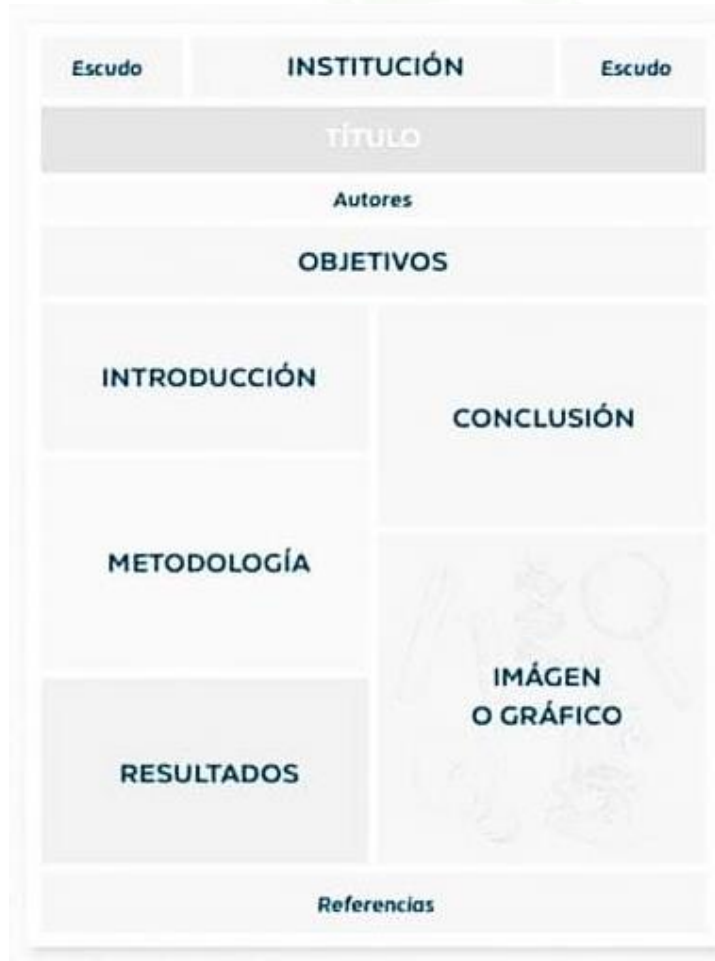 Escudo
INSTITUCIÓN
Escudo
TÍTULO
Autores
OBJETIVOS
INTRODUCCIÓN
METODOLOGÍA
RESULTADOS
CONCLUSIÓN
IMÁGEN
O GRÁFICO
Referencias